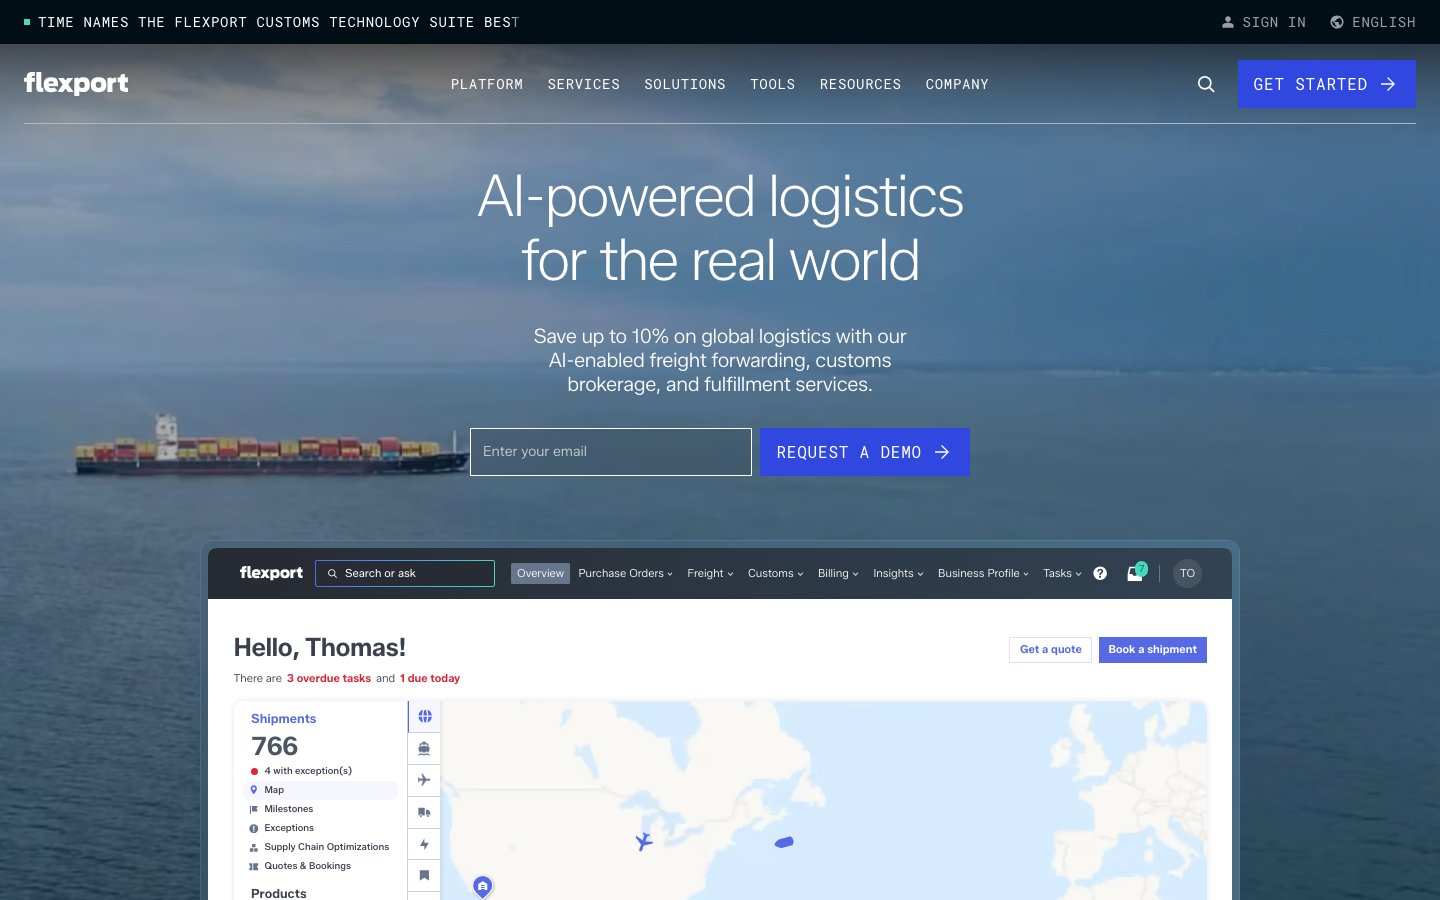 TIME NAMES THE FLEXPORT CUSTOMS TECHNOLOGY SUITE BEST
SIGN IN
ENGLISH
flexport
PLATFORM SERVICES SOLUTIONS TOOLS RESOURCES COMPANY
GET STARTED
AI-powered logistics
for the real world
Save up to 10% on global logistics with our
AI-enabled freight forwarding, customs
brokerage, and fulfillment services.
Enter your email
REQUEST A DEMO
flexport
Search or ask
Overview Purchase Orders Freight Customs Billing Insights Business Profile Tasks
7
TO
Hello, Thomas!
Get a quote
Book a shipment
There are 3 overdue tasks and 1 due today
Shipments
766
4 with exception(s)
Map
Milestones
Exceptions
Supply Chain Optimizations
Quotes & Bookings
Products